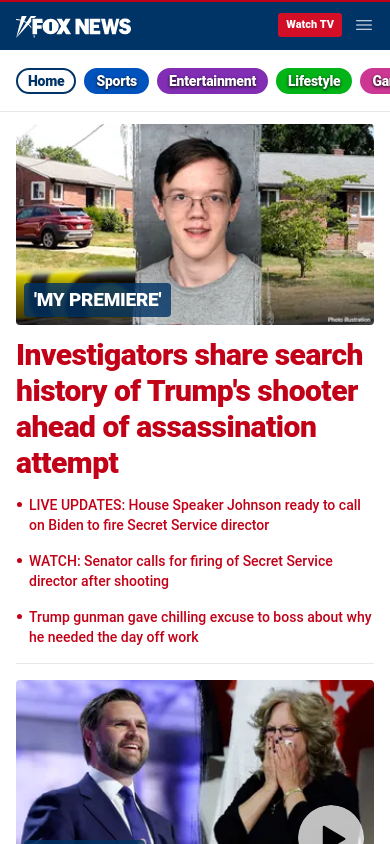 FOX NEWS
Watch TV
Home
Sports
Entertainment
Lifestyle
Ga
'MY PREMIERE'
Photo Illustration
Investigators share search
history of Trump's shooter
ahead of assassination
attempt
• LIVE UPDATES: House Speaker Johnson ready to call
on Biden to fire Secret Service director
• WATCH: Senator calls for firing of Secret Service
director after shooting
• Trump gunman gave chilling excuse to boss about why
he needed the day off work